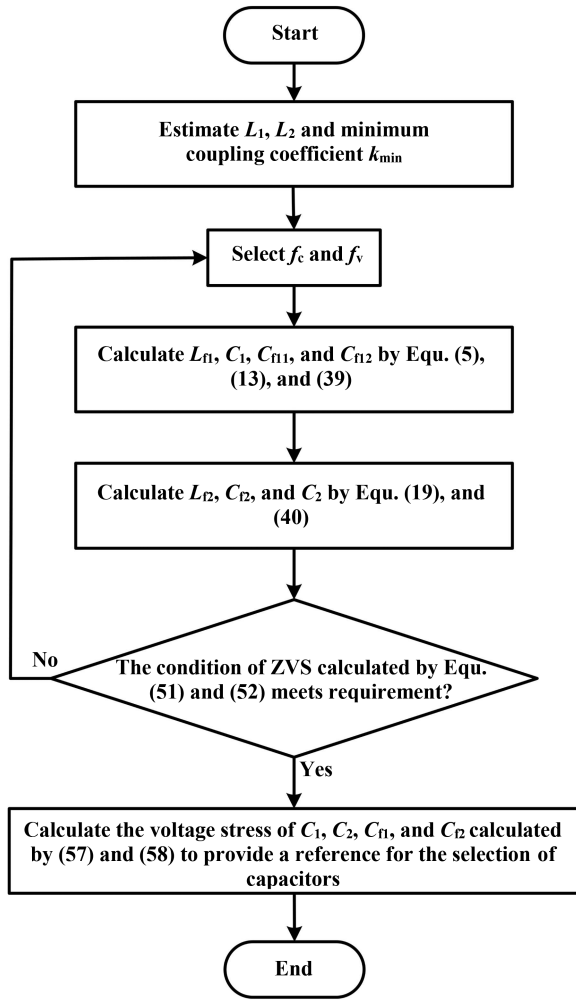 Start
Estimate L1, L2 and minimum
coupling coefficient kmin
Select fc and fv
Calculate Lf1, C1, Cf11, and Cf12 by Equ. (5),
(13), and (39)
Calculate Lf2, Cf2, and C2 by Equ. (19), and
(40)
No
The condition of ZVS calculated by Equ.
(51) and (52) meets requirement?
Yes
Calculate the voltage stress of C1, C2, Cf1, and Cf2 calculated
by (57) and (58) to provide a reference for the selection of
capacitors
End